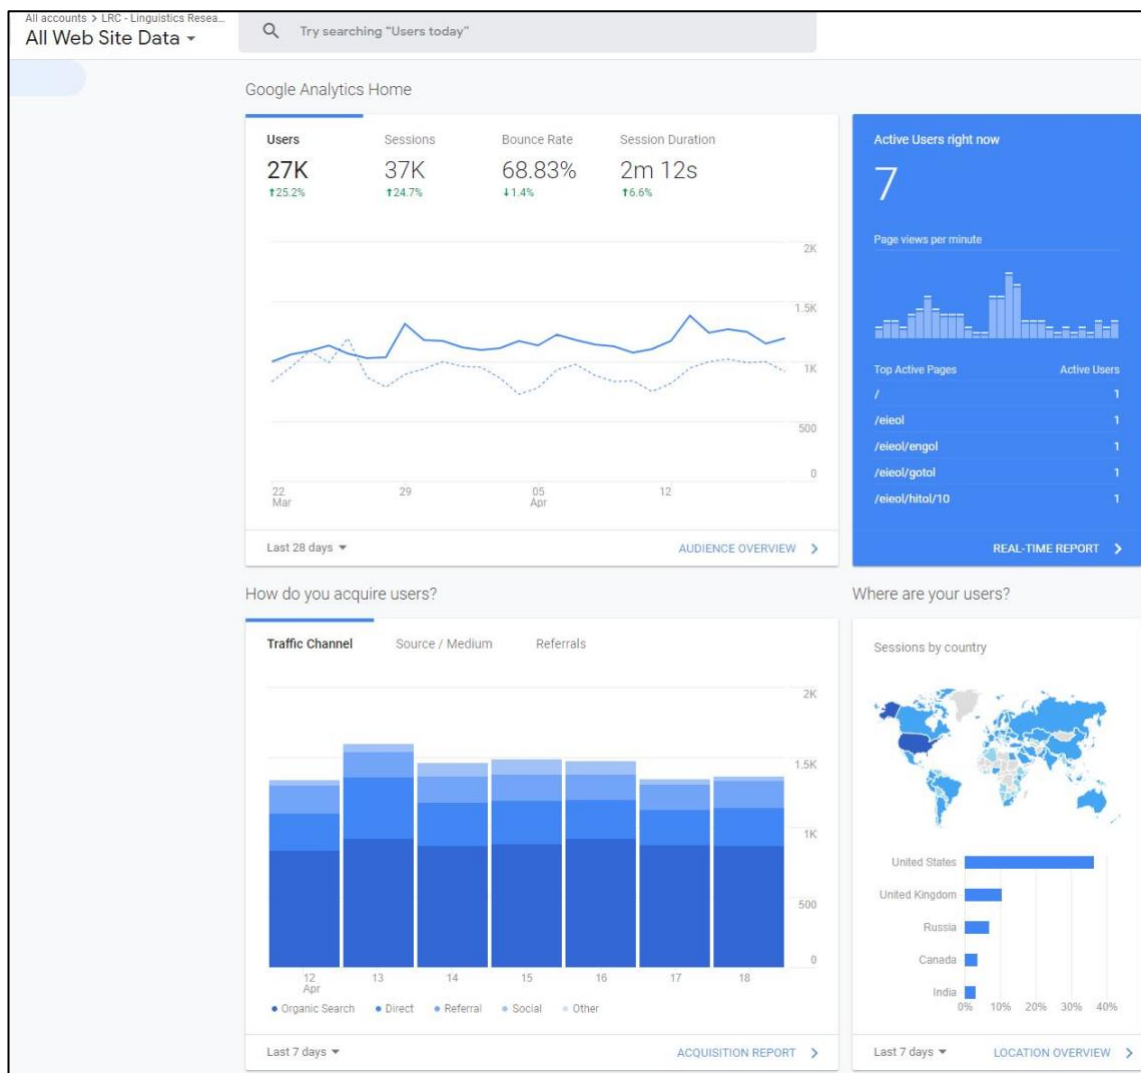 All accounts > LRC - Linguistics Resea...
All Web Site Data
Try searching "Users today"
Google Analytics Home
Users Sessions Bounce Rate Session Duration
27K 37K 68.83% 2m 12s
↑25.2% ↑24.7% ↓1.4% ↑6.6%
2K
1.5K
1K
500
0
22 29 05 12
Mar Apr
Last 28 days AUDIENCE OVERVIEW >
Active Users right now
7
Page views per minute
Top Active Pages Active Users
/ 1
/eieol 1
/eieol/engol 1
/eieol/gotol 1
/eieol/hitol/10 1
REAL-TIME REPORT >
How do you acquire users?
Traffic Channel Source / Medium Referrals
2K
1.5K
1K
500
0
12 13 14 15 16 17 18
Apr
Organic Search Direct Referral Social Other
Last 7 days ACQUISITION REPORT >
Where are your users?
Sessions by country
United States
United Kingdom
Russia
Canada
India
0% 10% 20% 30% 40%
Last 7 days LOCATION OVERVIEW >